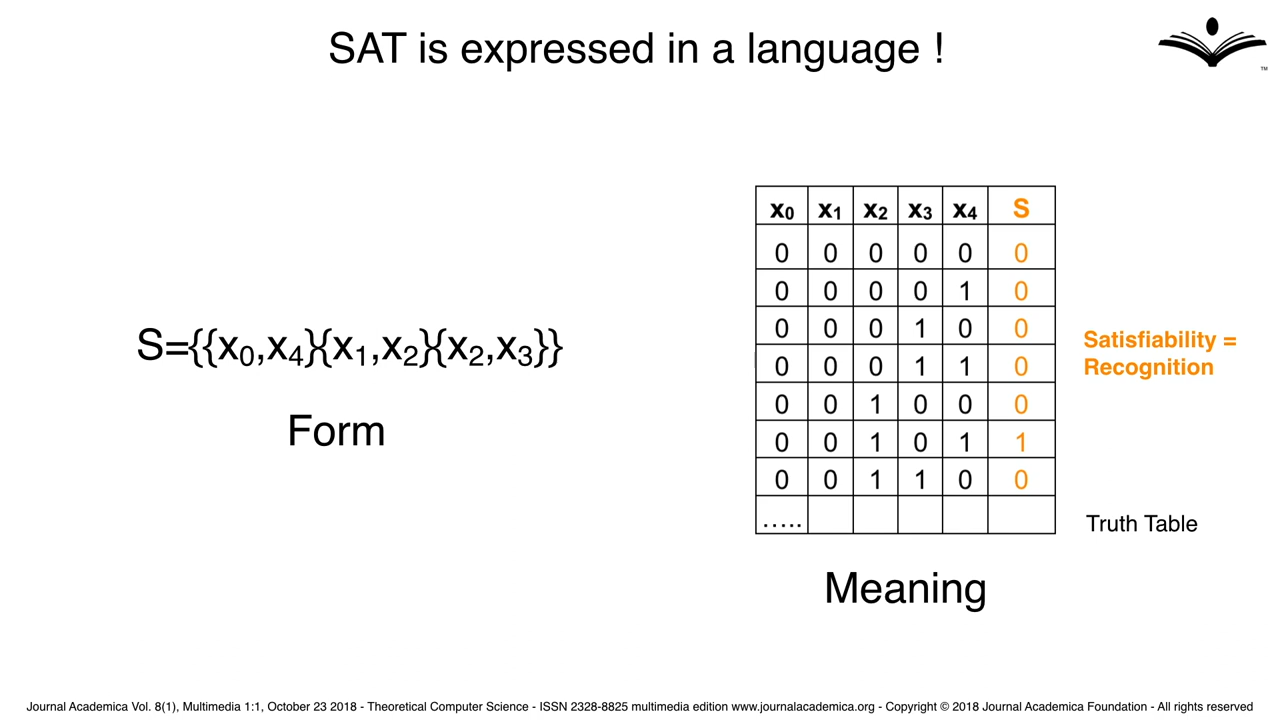 SAT is expressed in a language !
TM
S={{x₀,x₄}{x₁,x₂}{x₂,x₃}}
Form
x₀ x₁ x₂ x₃ x₄ S
0 0 0 0 0 0
0 0 0 0 1 0
0 0 0 1 0 0
0 0 0 1 1 0
0 0 1 0 0 0
0 0 1 0 1 1
0 0 1 1 0 0
.....
Satisfiability =
Recognition
Truth Table
Meaning
Journal Academica Vol. 8(1), Multimedia 1:1, October 23 2018 - Theoretical Computer Science - ISSN 2328-8825 multimedia edition www.journalacademica.org - Copyright © 2018 Journal Academica Foundation - All rights reserved